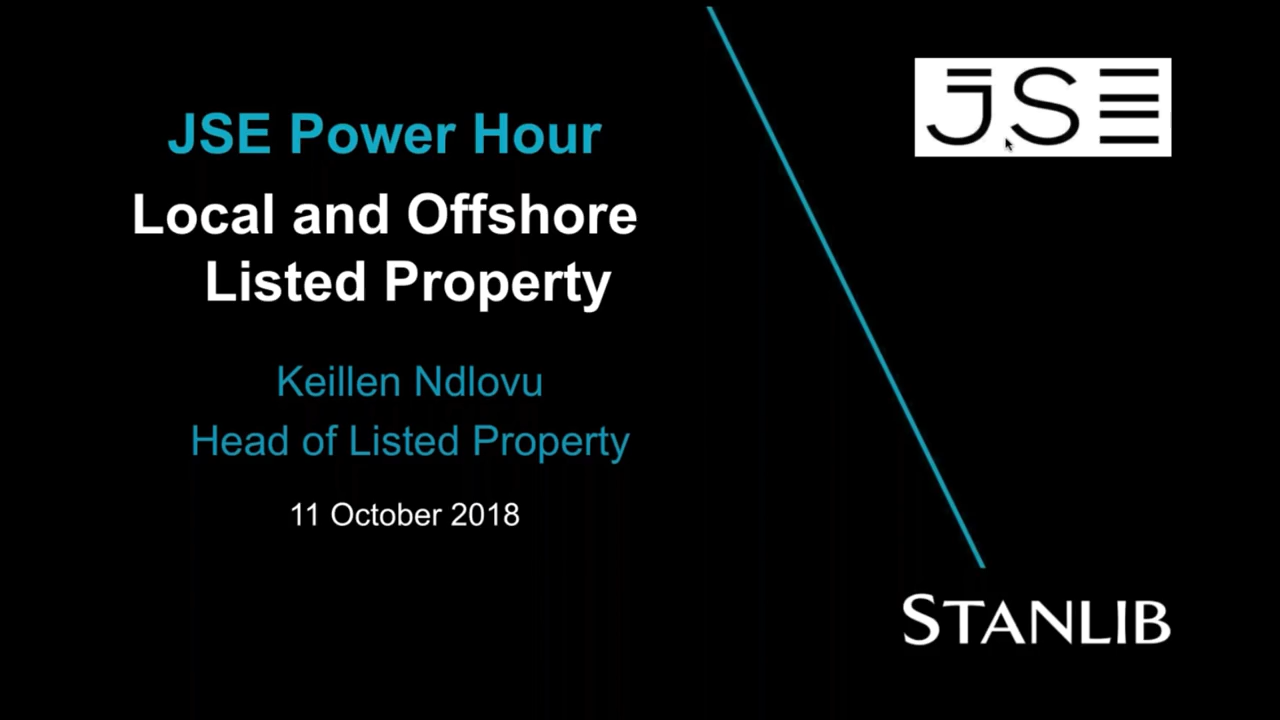 JSE Power Hour
Local and Offshore
Listed Property
Keillen Ndlovu
Head of Listed Property
11 October 2018
JSE
STANLIB